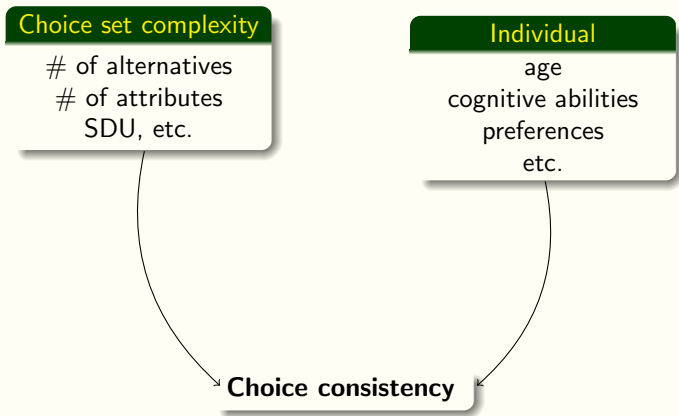 Choice set complexity
# of alternatives
# of attributes
SDU, etc.
Individual
age
cognitive abilities
preferences
etc.
Choice consistency